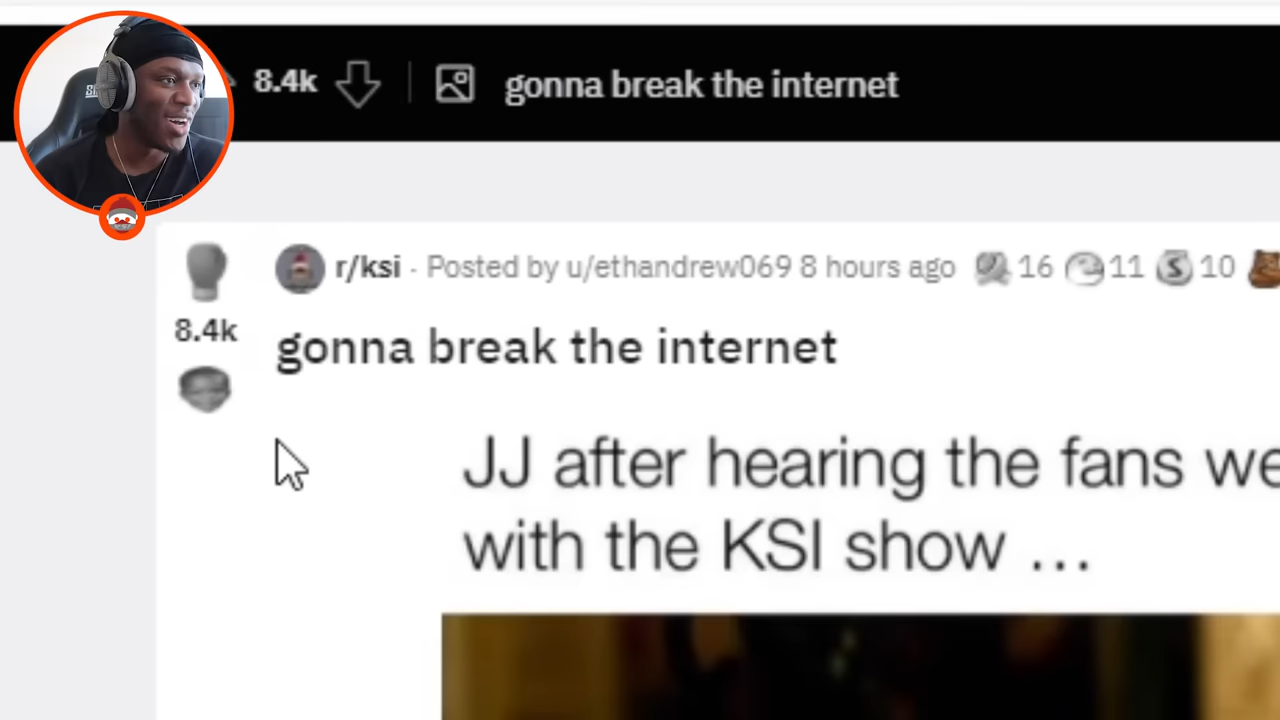 8.4k gonna break the internet
r/ksi · Posted by u/ethandrew069 8 hours ago 16 11 10
8.4k
gonna break the internet
JJ after hearing the fans we
with the KSI show ...